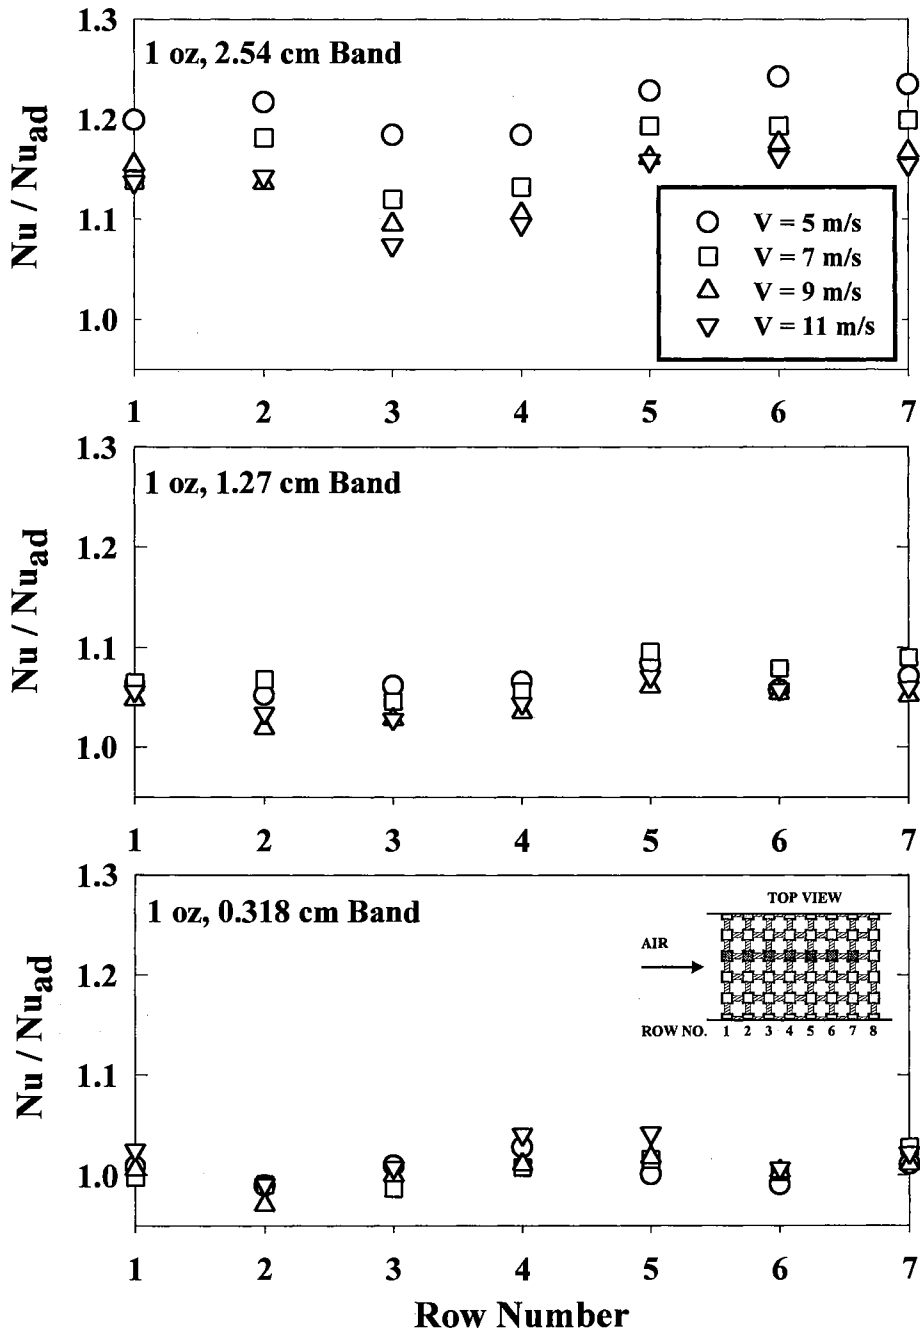 1.3
1 oz, 2.54 cm Band
1.2
1.1
1.0
Nu / Nuad
V = 5 m/s
V = 7 m/s
V = 9 m/s
V = 11 m/s
1 2 3 4 5 6 7
1.3
1 oz, 1.27 cm Band
1.2
1.1
1.0
Nu / Nuad
1 2 3 4 5 6 7
1.3
1 oz, 0.318 cm Band
1.2
1.1
1.0
Nu / Nuad
TOP VIEW
AIR
ROW NO. 1 2 3 4 5 6 7 8
1 2 3 4 5 6 7
Row Number